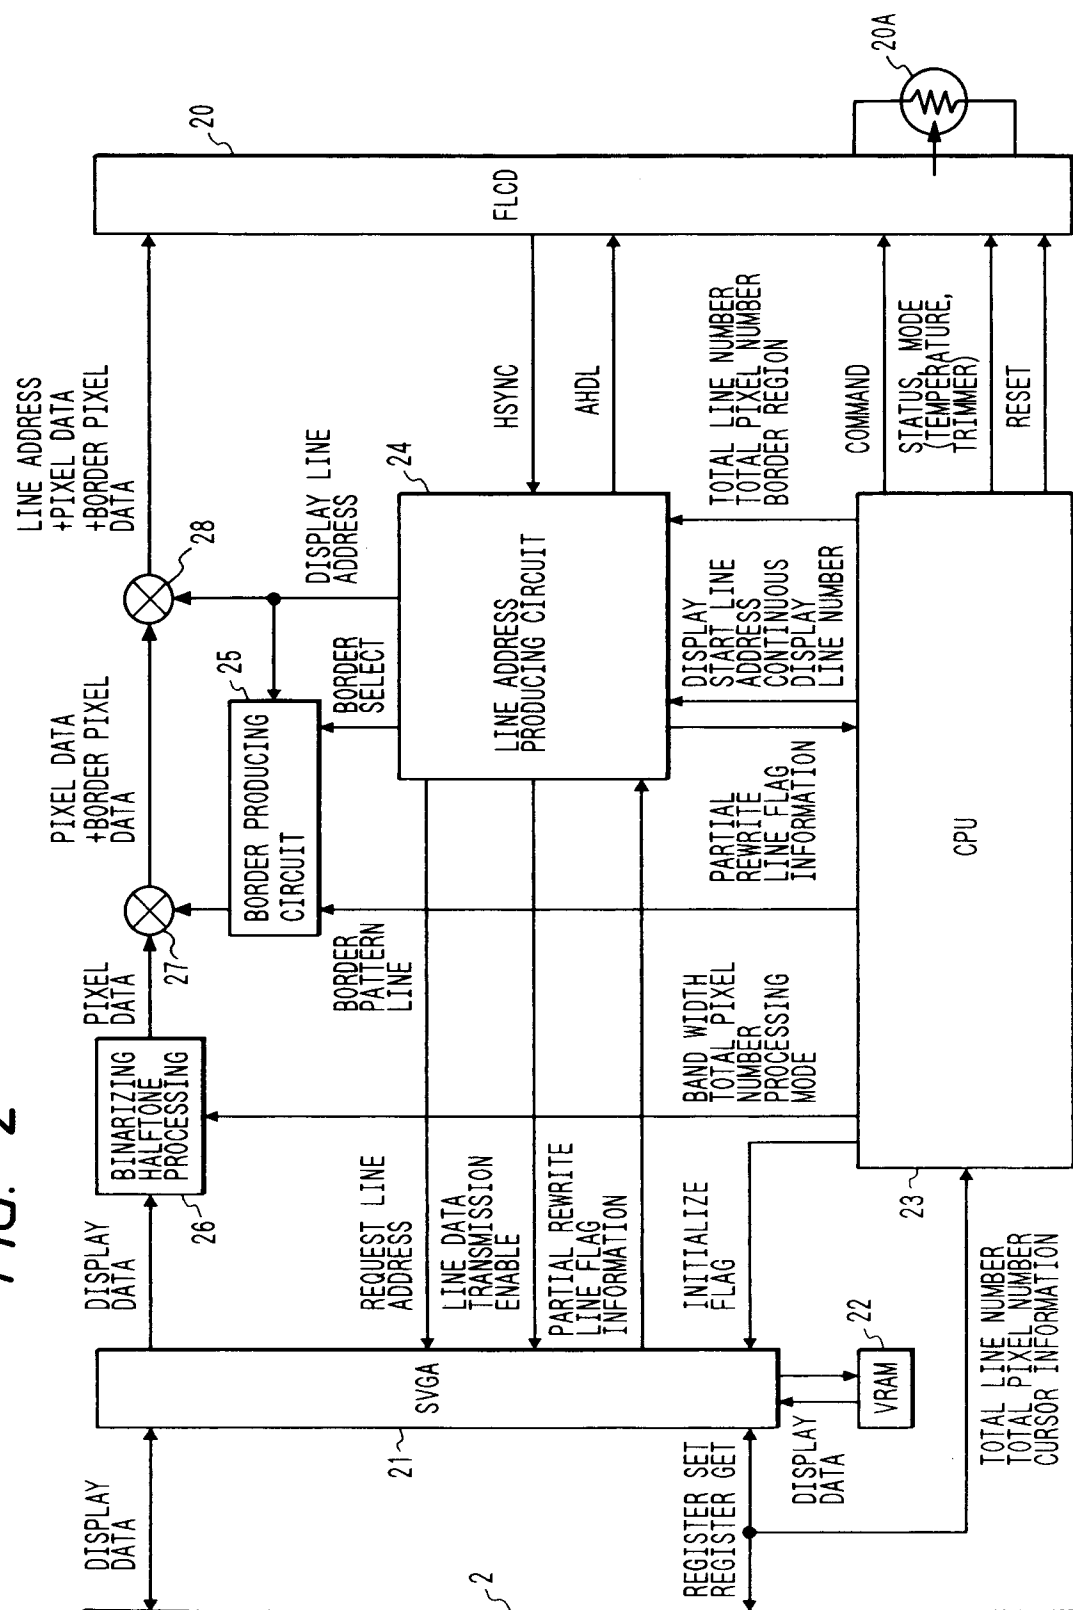 FIG. 2
DISPLAY
DATA
2
REGISTER SET
REGISTER GET
SVGA
21
DISPLAY
DATA
VRAM
22
DISPLAY
DATA
BINARIZING
HALFTONE
PROCESSING
26
PIXEL
DATA
27
PIXEL DATA
+BORDER PIXEL
DATA
28
LINE ADDRESS
+PIXEL DATA
+BORDER PIXEL
DATA
BORDER PRODUCING
CIRCUIT
25
BORDER
PATTERN
LINE
BORDER
SELECT
DISPLAY LINE
ADDRESS
REQUEST LINE
ADDRESS
LINE DATA
TRANSMISSION
ENABLE
PARTIAL REWRITE
LINE FLAG
INFORMATION
LINE ADDRESS
PRODUCING CIRCUIT
24
HSYNC
AHDL
FLCD
20
20A
INITIALIZE
FLAG
BAND WIDTH
TOTAL PIXEL
NUMBER
PROCESSING
MODE
PARTIAL
REWRITE
LINE FLAG
INFORMATION
DISPLAY
START LINE
ADDRESS
CONTINUOUS
DISPLAY
LINE NUMBER
TOTAL LINE NUMBER
TOTAL PIXEL NUMBER
BORDER REGION
CPU
23
COMMAND
STATUS, MODE
(TEMPERATURE,
TRIMMER)
RESET
TOTAL LINE NUMBER
TOTAL PIXEL NUMBER
CURSOR INFORMATION